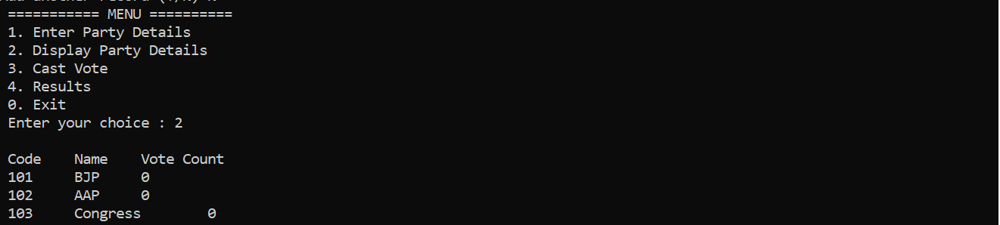 =========== MENU ==========
1. Enter Party Details
2. Display Party Details
3. Cast Vote
4. Results
0. Exit
Enter your choice : 2
Code    Name    Vote Count
101     BJP     0
102     AAP     0
103     Congress        0